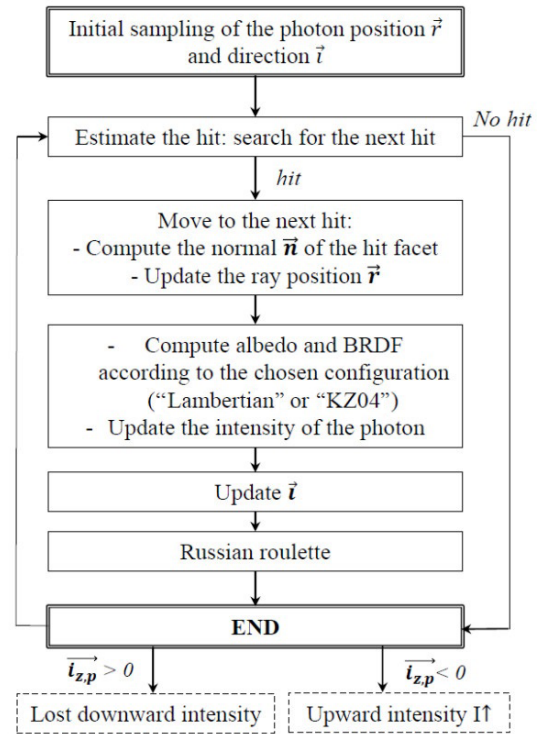 Initial sampling of the photon position r⃗
and direction i⃗
Estimate the hit: search for the next hit
No hit
hit
Move to the next hit:
- Compute the normal n⃗ of the hit facet
- Update the ray position r⃗
- Compute albedo and BRDF
according to the chosen configuration
(“Lambertian” or “KZ04”)
- Update the intensity of the photon
Update i⃗
Russian roulette
END
i_z,p⃗ > 0
i_z,p⃗ < 0
Lost downward intensity
Upward intensity I↑